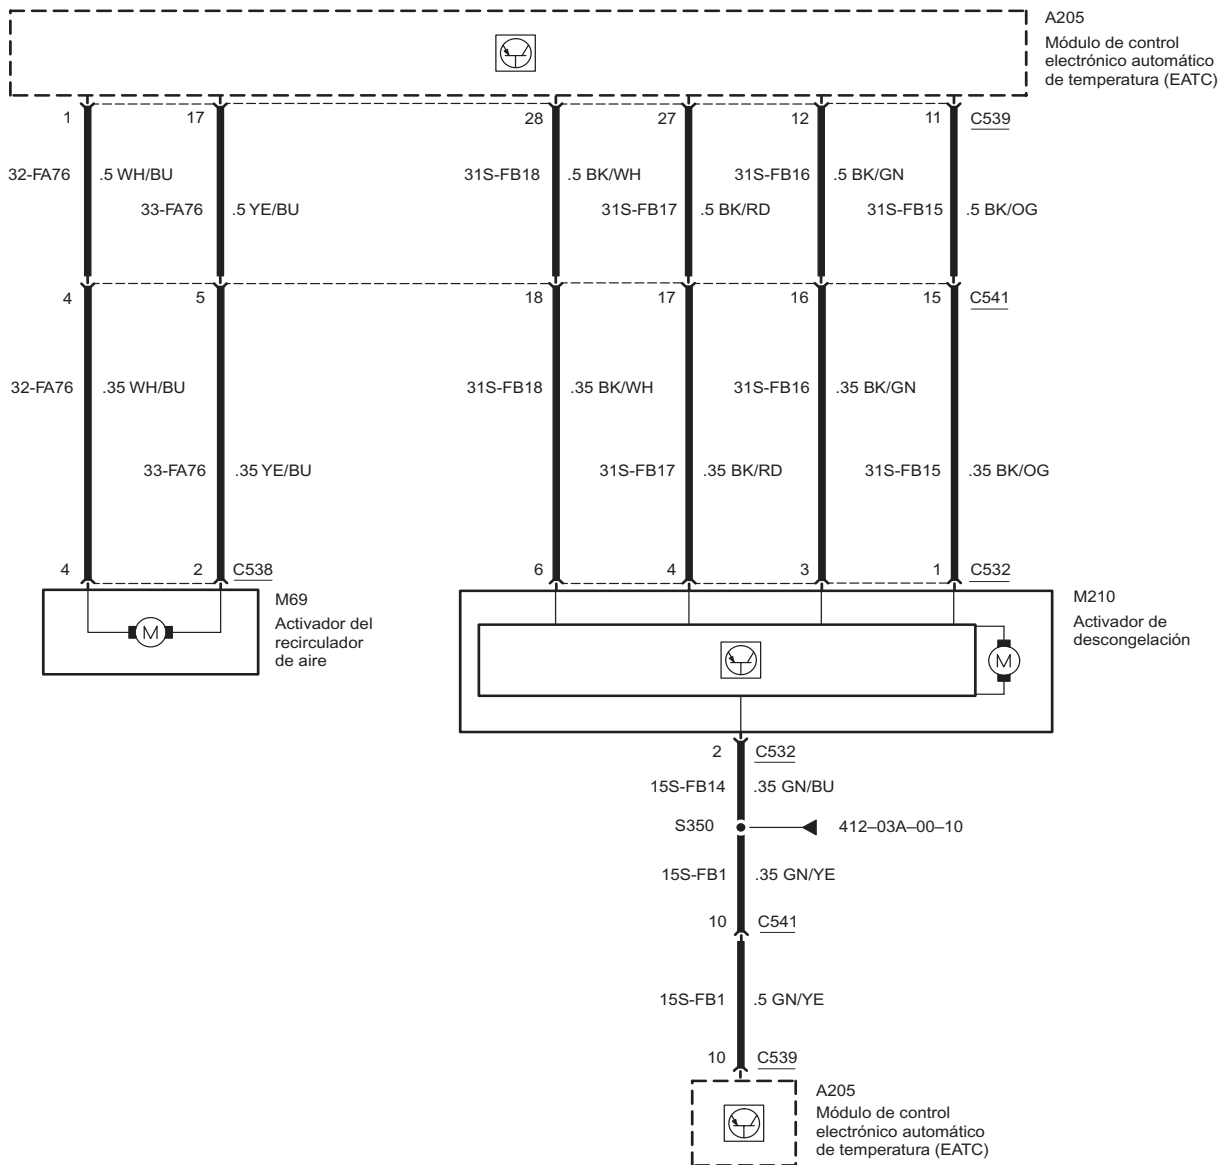 A205
Módulo de control
electrónico automático
de temperatura (EATC)
1 17 28 27 12 11 C539
32-FA76 .5 WH/BU 31S-FB18 .5 BK/WH 31S-FB16 .5 BK/GN
33-FA76 .5 YE/BU 31S-FB17 .5 BK/RD 31S-FB15 .5 BK/OG
4 5 18 17 16 15 C541
32-FA76 .35 WH/BU 31S-FB18 .35 BK/WH 31S-FB16 .35 BK/GN
33-FA76 .35 YE/BU 31S-FB17 .35 BK/RD 31S-FB15 .35 BK/OG
4 2 C538 6 4 3 1 C532
M69
Activador del
recirculador
de aire
M
M210
Activador de
descongelación
M
2 C532
15S-FB14 .35 GN/BU
S350 412–03A–00–10
15S-FB1 .35 GN/YE
10 C541
15S-FB1 .5 GN/YE
10 C539
A205
Módulo de control
electrónico automático
de temperatura (EATC)